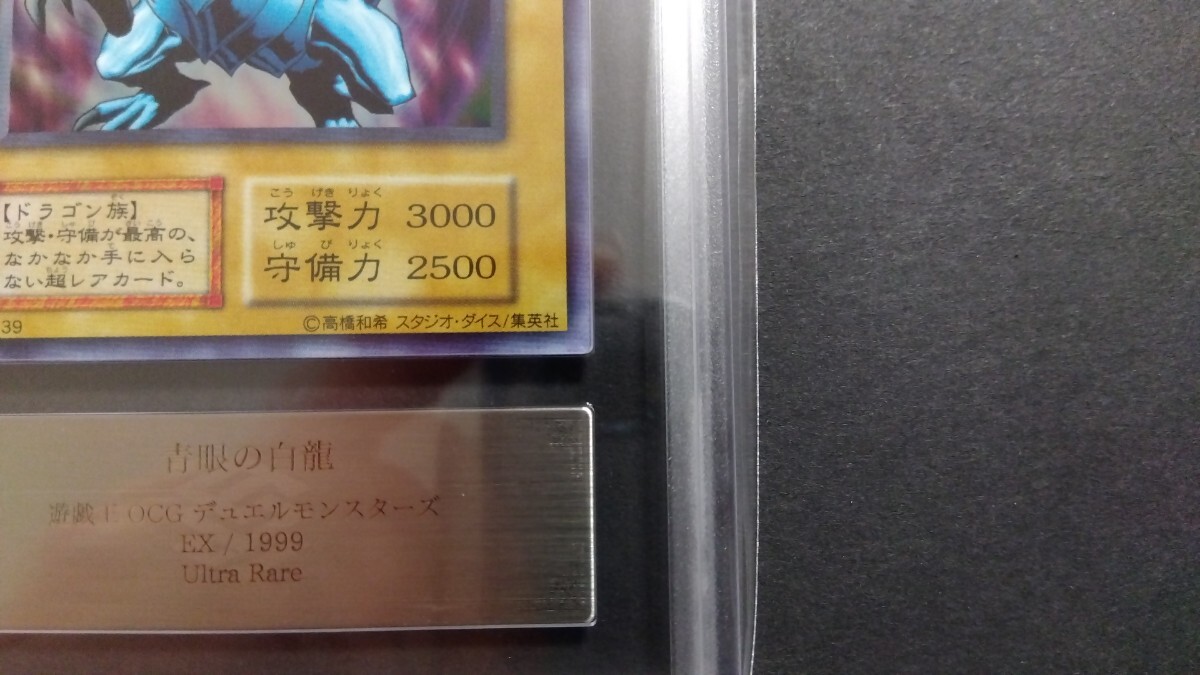 【ドラゴン族】
攻撃・守備が最高の、
なかなか手に入ら
ない超レアカード。
こう げき りょく
攻撃力 3000
しゅ び りょく
守備力 2500
39
©高橋和希 スタジオ・ダイス/集英社
青眼の白龍
遊戯王 OCG デュエルモンスターズ
EX / 1999
Ultra Rare